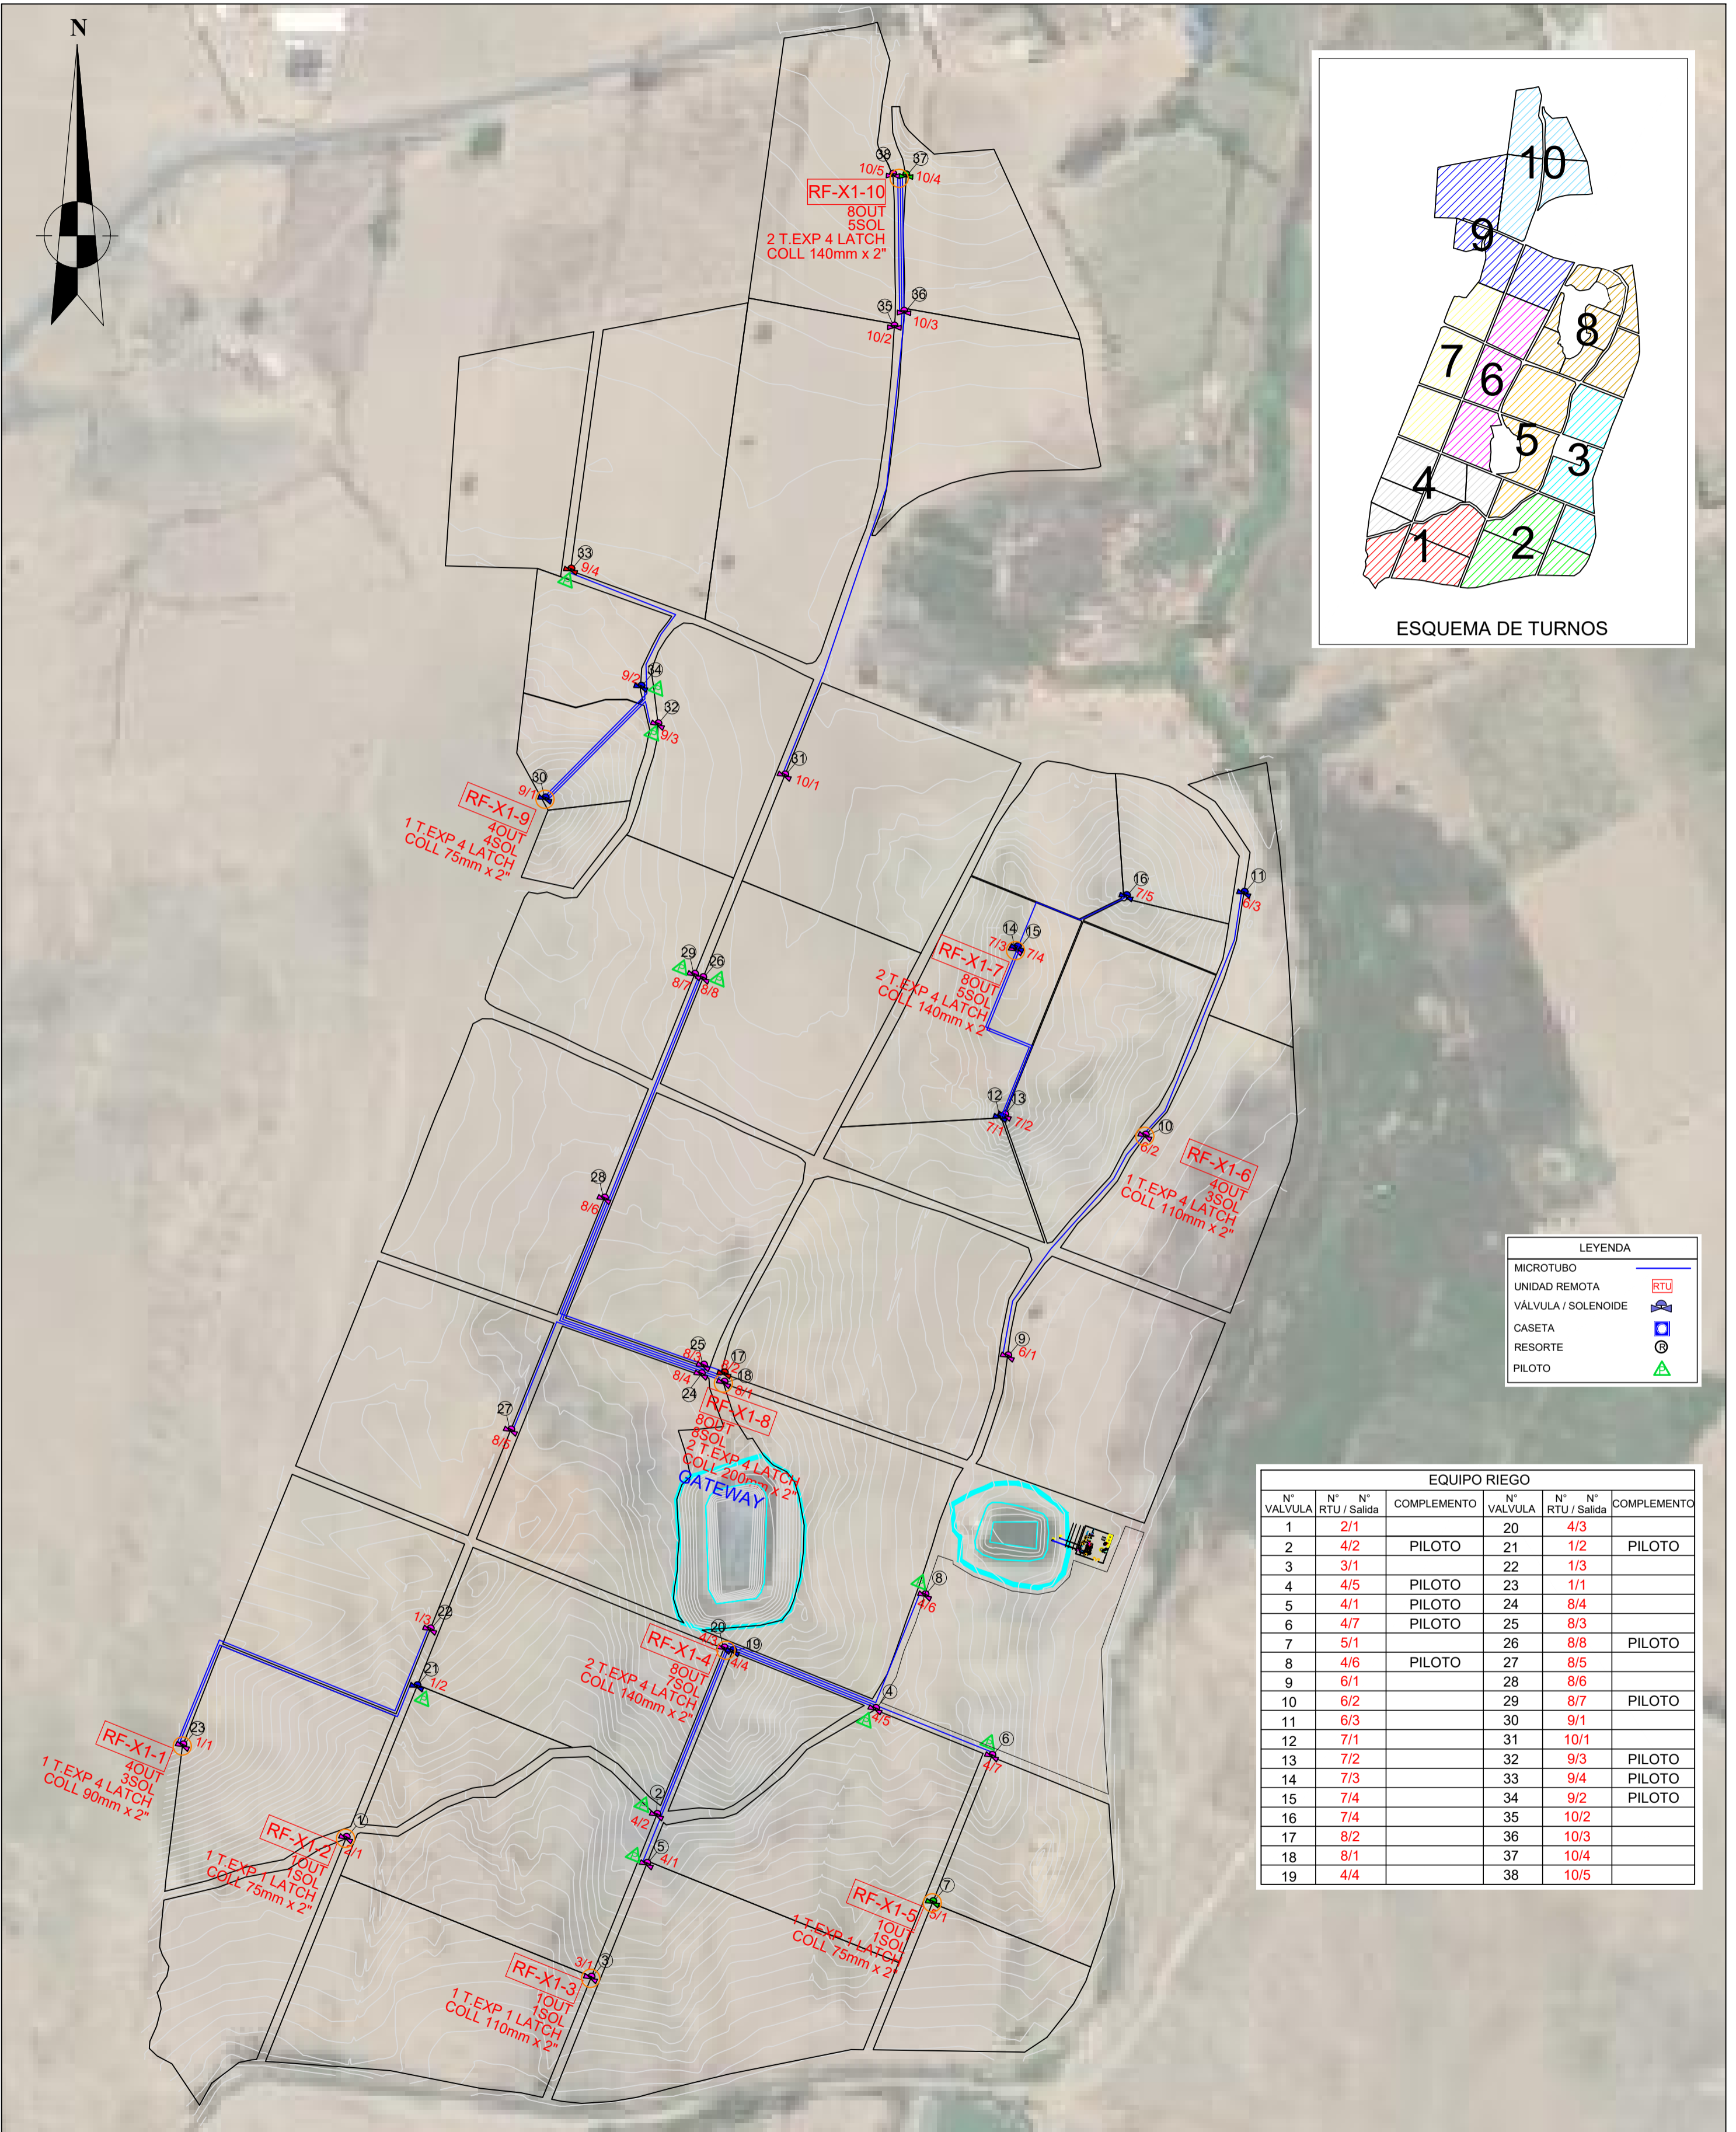 N
38
37
10/5
10/4
RF-X1-10
8OUT
5SOL
2 T.EXP 4 LATCH
COLL 140mm x 2"
36
35
10/3
10/2
33
9/4
34
9/2
32
9/3
31
10/1
30
9/1
RF-X1-9
4OUT
4SOL
1 T.EXP 4 LATCH
COLL 75mm x 2"
16
7/5
11
6/3
14
15
7/3
7/4
RF-X1-7
8OUT
5SOL
2 T.EXP 4 LATCH
COLL 140mm x 2"
29
26
8/7
8/8
12
13
7/1
7/2
10
6/2
RF-X1-6
4OUT
3SOL
1 T.EXP 4 LATCH
COLL 110mm x 2"
28
8/6
9
6/1
25
17
8/3
8/2
18
8/4
8/1
24
RF-X1-8
8OUT
8SOL
2 T.EXP 4 LATCH
COLL 200mm x 2"
GATEWAY
27
8/5
8
4/6
22
1/3
20
19
4/3
4/4
RF-X1-4
8OUT
7SOL
2 T.EXP 4 LATCH
COLL 140mm x 2"
21
1/2
4
4/5
6
4/7
23
1/1
RF-X1-1
4OUT
3SOL
1 T.EXP 4 LATCH
COLL 90mm x 2"
2
4/2
1
2/1
RF-X1-2
1OUT
1SOL
1 T.EXP 1 LATCH
COLL 75mm x 2"
5
4/1
7
5/1
RF-X1-5
1OUT
1SOL
1 T.EXP 1 LATCH
COLL 75mm x 2"
3
3/1
RF-X1-3
1OUT
1SOL
1 T.EXP 1 LATCH
COLL 110mm x 2"
10
9
8
7
6
5
3
4
2
1
ESQUEMA DE TURNOS
LEYENDA
MICROTUBO
UNIDAD REMOTA RTU
VÁLVULA / SOLENOIDE
CASETA
RESORTE R
PILOTO
EQUIPO RIEGO
N° N° N° N° N° N°
VALVULA RTU / Salida COMPLEMENTO VALVULA RTU / Salida COMPLEMENTO
1 2/1 20 4/3
2 4/2 PILOTO 21 1/2 PILOTO
3 3/1 22 1/3
4 4/5 PILOTO 23 1/1
5 4/1 PILOTO 24 8/4
6 4/7 PILOTO 25 8/3
7 5/1 26 8/8 PILOTO
8 4/6 PILOTO 27 8/5
9 6/1 28 8/6
10 6/2 29 8/7 PILOTO
11 6/3 30 9/1
12 7/1 31 10/1
13 7/2 32 9/3 PILOTO
14 7/3 33 9/4 PILOTO
15 7/4 34 9/2 PILOTO
16 7/4 35 10/2
17 8/2 36 10/3
18 8/1 37 10/4
19 4/4 38 10/5